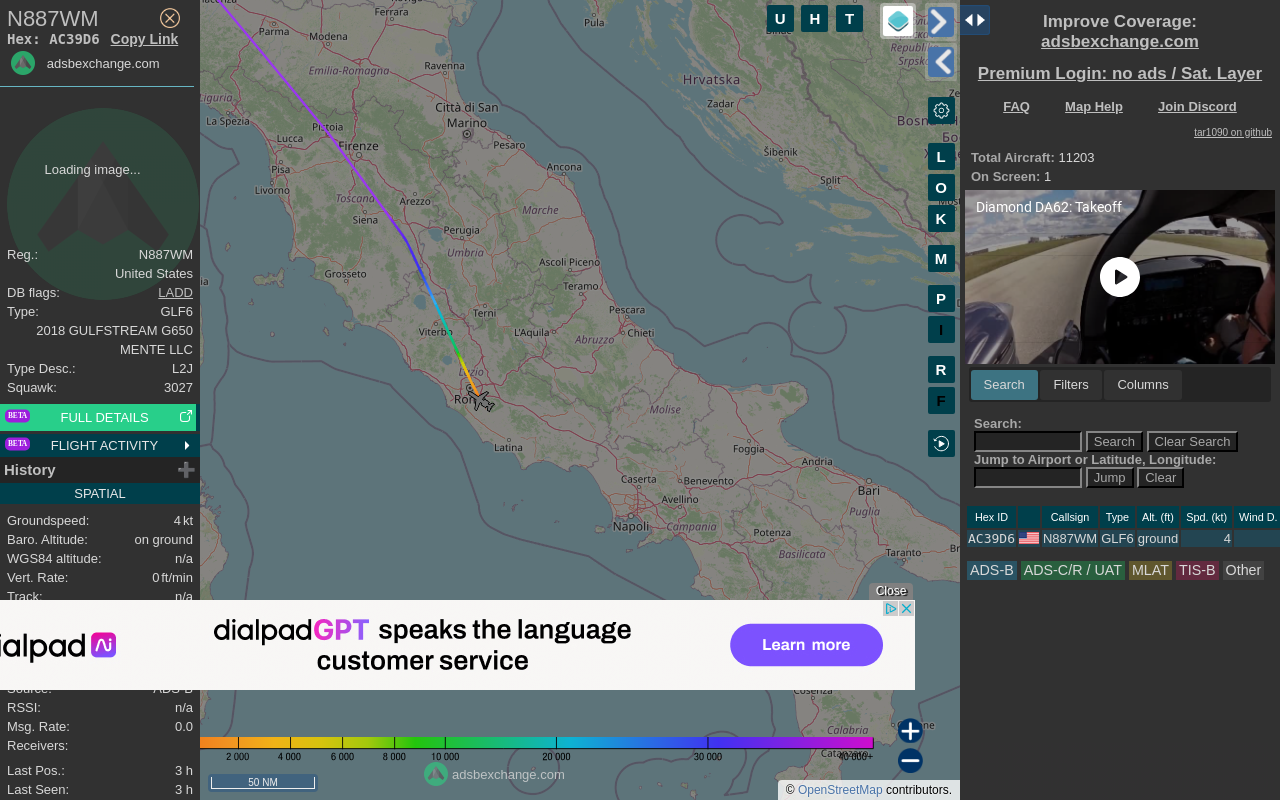 N887WM
Hex: AC39D6 Copy Link
adsbexchange.com
Loading image...
Reg.: N887WM
United States
DB flags: LADD
Type: GLF6
2018 GULFSTREAM G650
MENTE LLC
Type Desc.: L2J
Squawk: 3027
BETA FULL DETAILS
BETA FLIGHT ACTIVITY
History
SPATIAL
Groundspeed: 4 kt
Baro. Altitude: on ground
WGS84 altitude: n/a
Vert. Rate: 0 ft/min
Track: n/a
Source: ADS-B
RSSI: n/a
Msg. Rate: 0.0
Receivers:
Last Pos.: 3 h
Last Seen: 3 h
Parma
Modena
Ferrara
Emilia-Romagna
Ravenna
Liguria
La Spezia
Pistoia
Lucca
Firenze
Pisa
Livorno
Toscana
Arezzo
Siena
Città di San
Marino
Pesaro
Ancona
Marche
Perugia
Umbria
Grosseto
Ascoli Piceno
Teramo
Terni
Viterbo
L'Aquila
Pescara
Chieti
Abruzzo
Lazio
Latina
Molise
Foggia
Andria
Bari
Caserta
Benevento
Avellino
Napoli
Campania
Potenza
Basilicata
Puglia
Taranto
Cosenza
Calabria
Catanzaro
Pula
Hrvatska
Zadar
Šibenik
Split
U H T
L
O
K
M
P
I
R
F
Close
dialpadGPT speaks the language
customer service
Learn more
2 000 4 000 6 000 8 000 10 000 20 000 30 000 40 000+
50 NM
adsbexchange.com
© OpenStreetMap contributors.
Improve Coverage:
adsbexchange.com
Premium Login: no ads / Sat. Layer
FAQ Map Help Join Discord
tar1090 on github
Total Aircraft: 11203
On Screen: 1
Diamond DA62: Takeoff
Search Filters Columns
Search:
Search Clear Search
Jump to Airport or Latitude, Longitude:
Jump Clear
Hex ID Callsign Type Alt. (ft) Spd. (kt) Wind D.
AC39D6 N887WM GLF6 ground 4
ADS-B ADS-C/R / UAT MLAT TIS-B Other